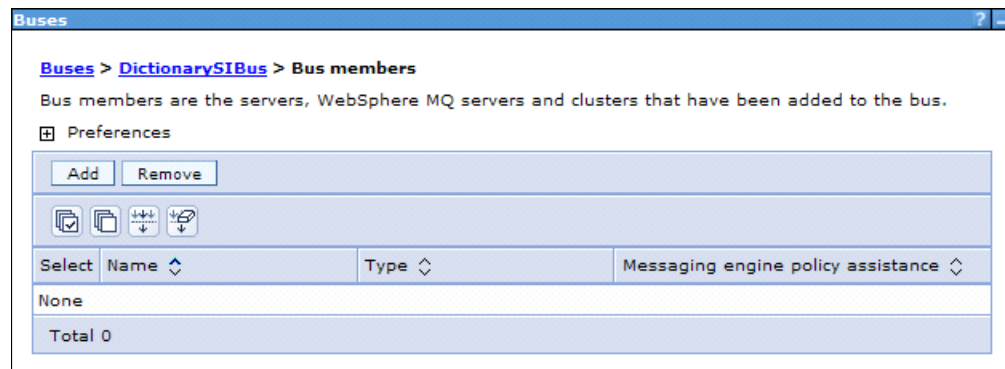 Buses ?
Buses > DictionarySIBus > Bus members
Bus members are the servers, WebSphere MQ servers and clusters that have been added to the bus.
Preferences
Add Remove
Select Name Type Messaging engine policy assistance
None
Total 0